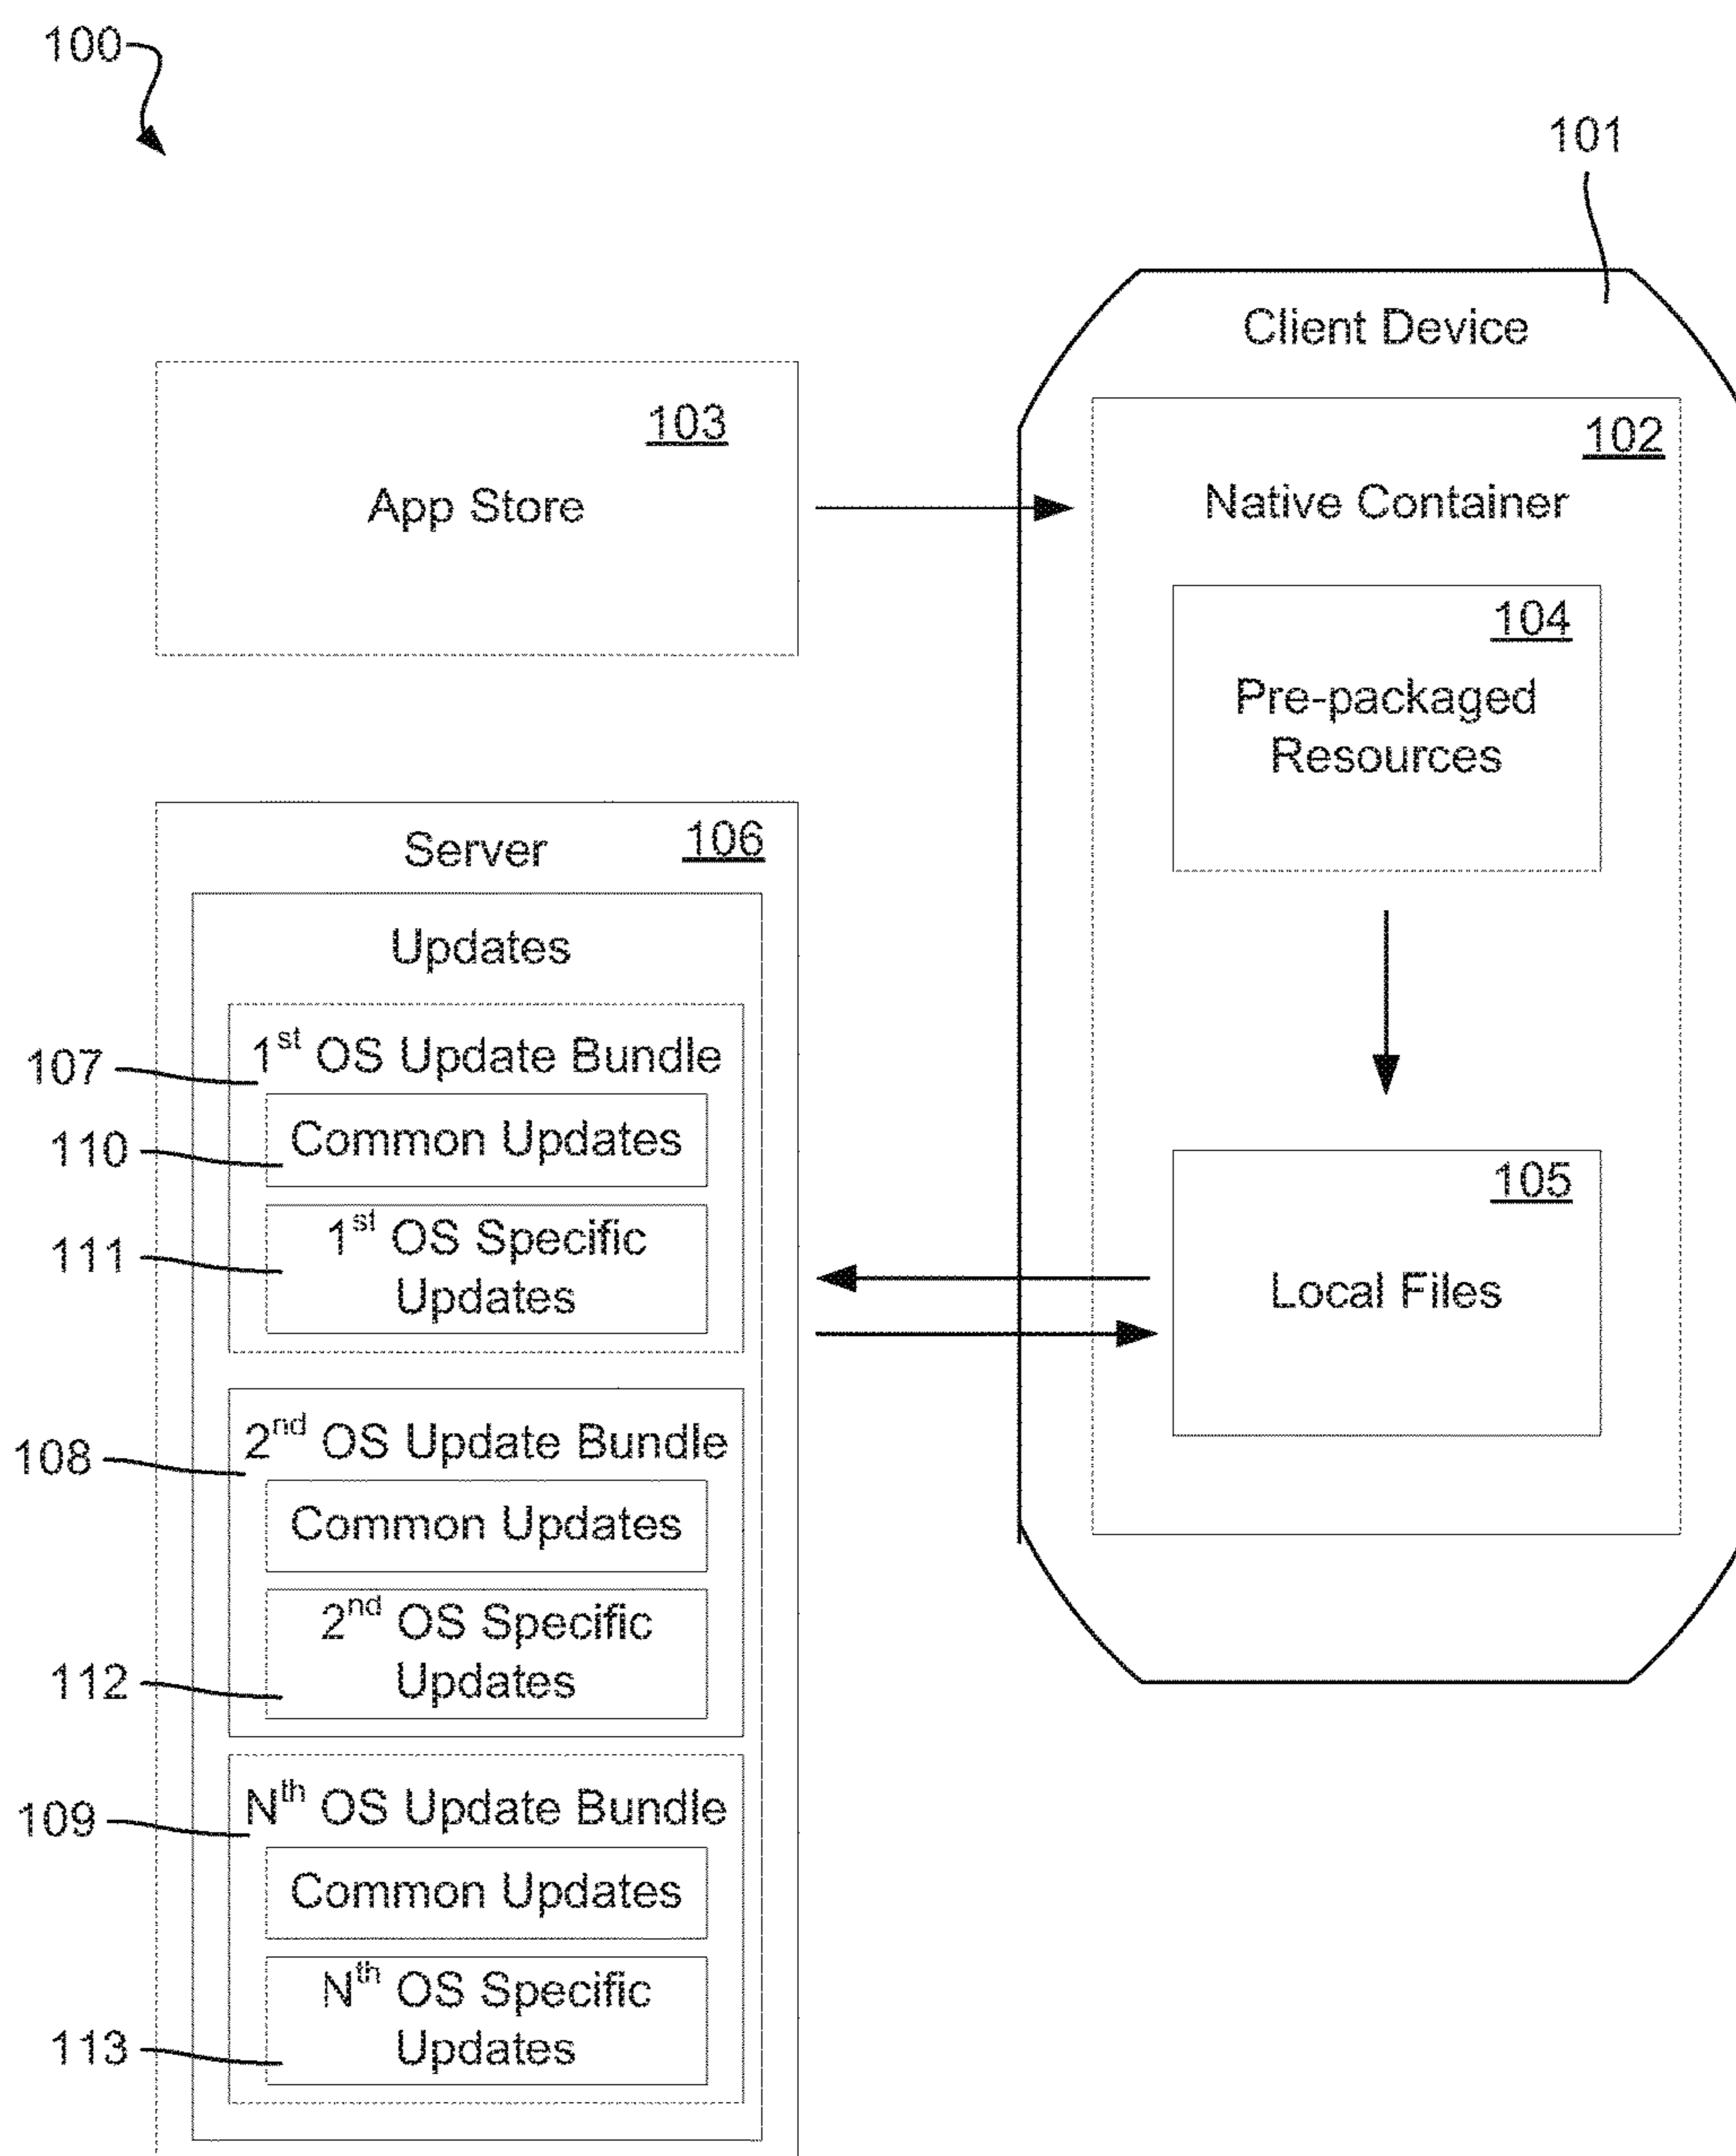 100
101
Client Device
103
App Store
102
Native Container
104
Pre-packaged
Resources
106
Server
Updates
107
1st OS Update Bundle
110
Common Updates
111
1st OS Specific
Updates
105
Local Files
108
2nd OS Update Bundle
Common Updates
112
2nd OS Specific
Updates
109
Nth OS Update Bundle
Common Updates
113
Nth OS Specific
Updates